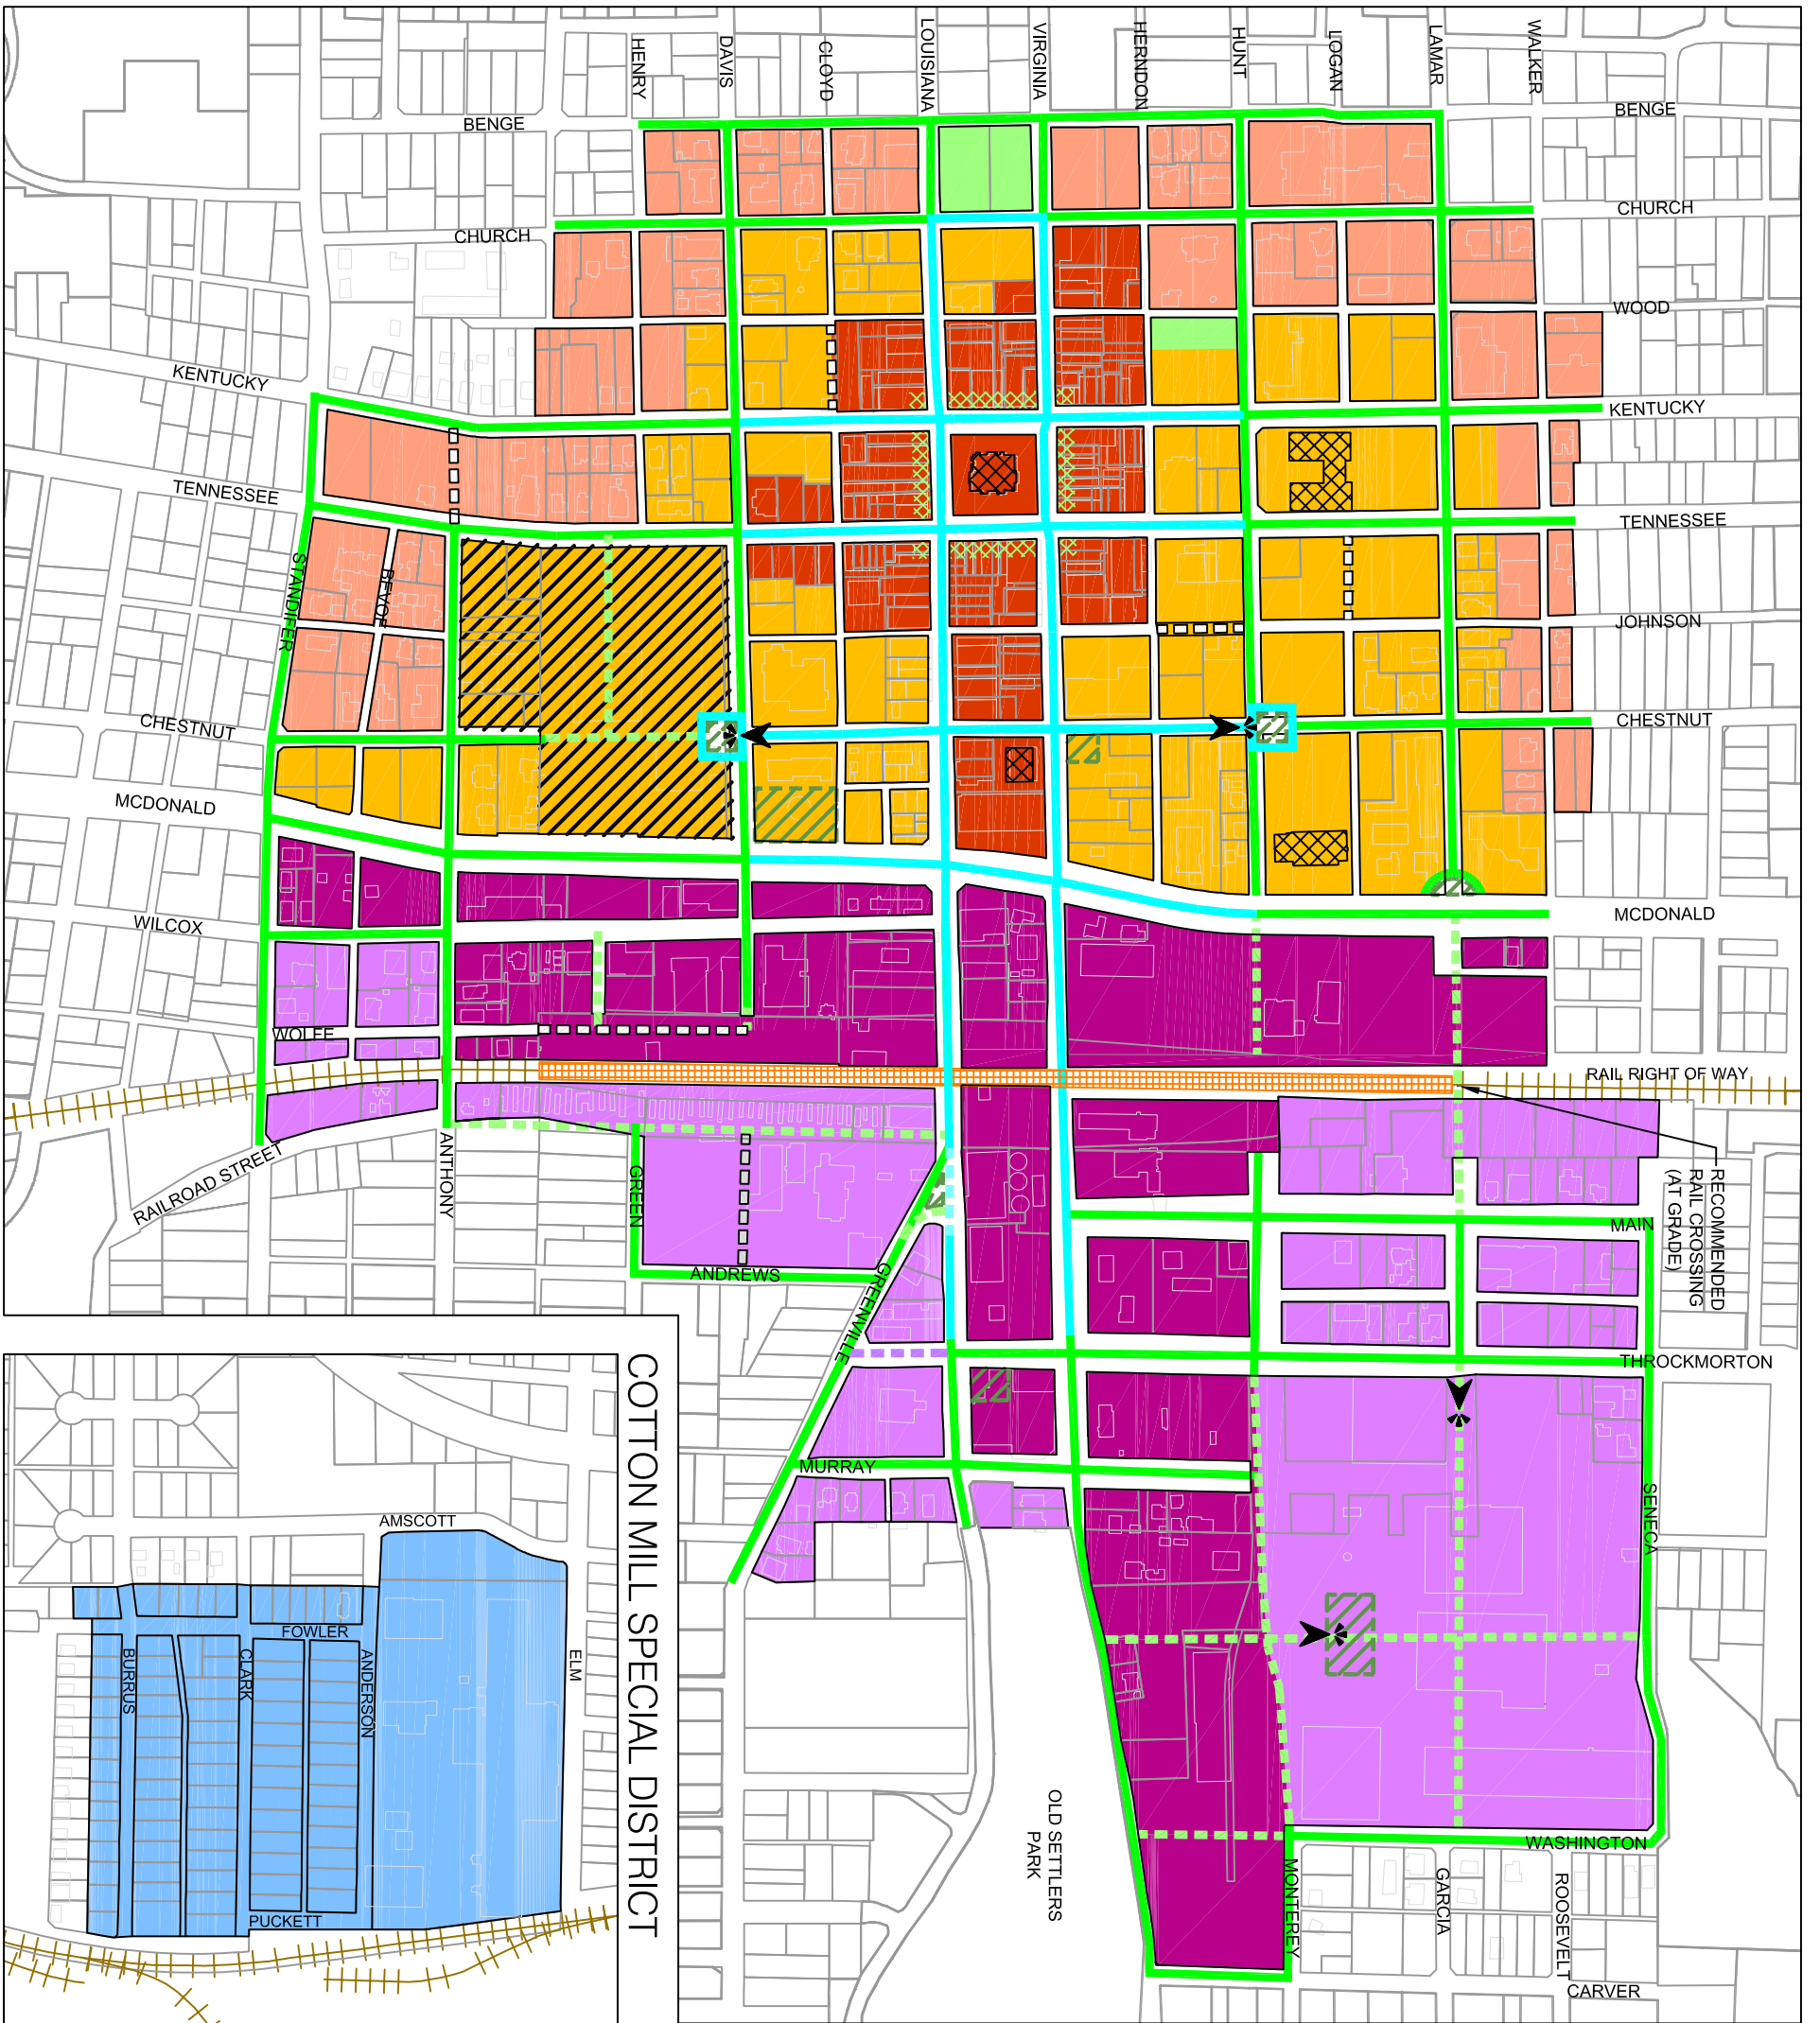 HENRY
DAVIS
CLOYD
LOUISIANA
VIRGINIA
HERNDON
HUNT
LOGAN
LAMAR
WALKER
BENGE
BENGE
CHURCH
CHURCH
WOOD
KENTUCKY
KENTUCKY
TENNESSEE
TENNESSEE
STANDIFER
BEVOE
JOHNSON
CHESTNUT
CHESTNUT
MCDONALD
MCDONALD
WILCOX
WOLFE
RAIL RIGHT OF WAY
RECOMMENDED
RAIL CROSSING
(AT GRADE)
RAILROAD STREET
ANTHONY
GREEN
ANDREWS
GREENVILLE
MAIN
THROCKMORTON
MURRAY
SENECA
COTTON MILL SPECIAL DISTRICT
AMSCOTT
FOWLER
BURRUS
CLARK
ANDERSON
ELM
PUCKETT
OLD SETTLERS
PARK
WASHINGTON
MONTEREY
GARCIA
ROOSEVELT
CARVER